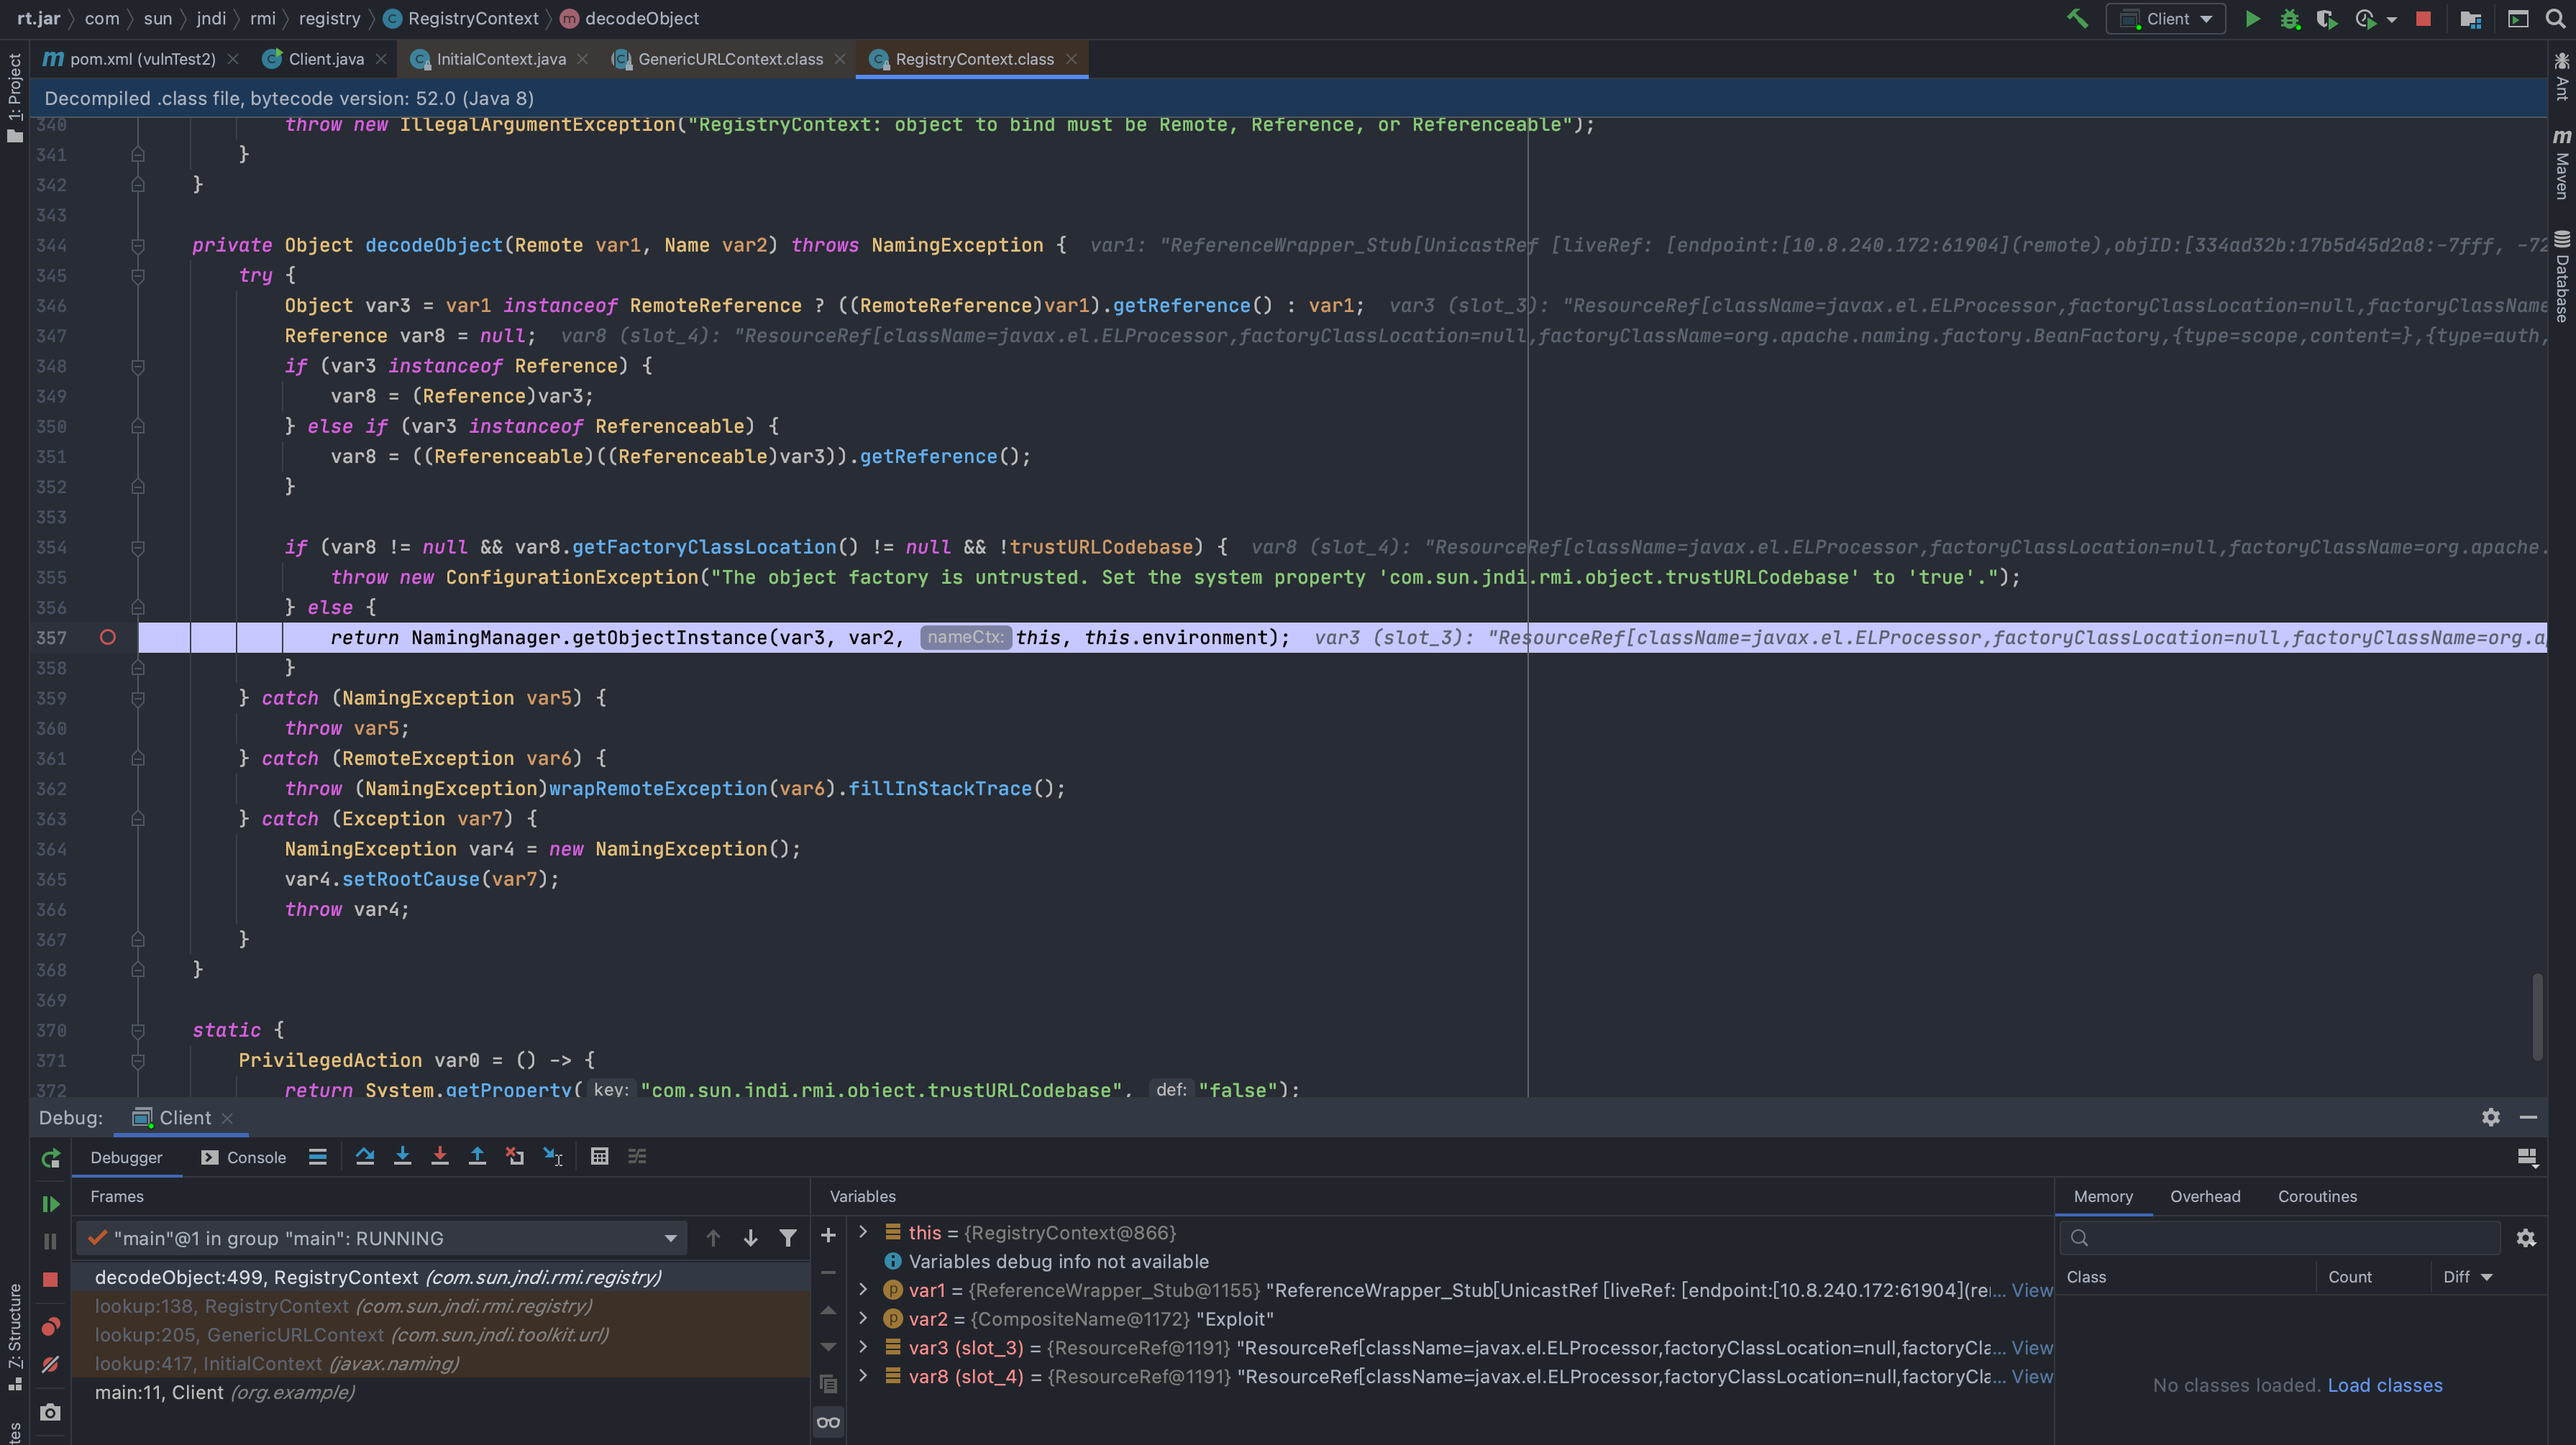 rt.jar com sun jndi rmi registry RegistryContext decodeObject Client
pom.xml (vulnTest2) Client.java InitialContext.java GenericURLContext.class RegistryContext.class
Decompiled .class file, bytecode version: 52.0 (Java 8)
1: Project
Ant
Maven
Database
340 throw new IllegalArgumentException("RegistryContext: object to bind must be Remote, Reference, or Referenceable");
341 }
342 }
343
344 private Object decodeObject(Remote var1, Name var2) throws NamingException { var1: "ReferenceWrapper_Stub[UnicastRef [liveRef: [endpoint:[10.8.240.172:61904](remote),objID:[334ad32b:17b5d45d2a8:-7fff, -72
345 try {
346 Object var3 = var1 instanceof RemoteReference ? ((RemoteReference)var1).getReference() : var1; var3 (slot_3): "ResourceRef[className=javax.el.ELProcessor,factoryClassLocation=null,factoryClassName
347 Reference var8 = null; var8 (slot_4): "ResourceRef[className=javax.el.ELProcessor,factoryClassLocation=null,factoryClassName=org.apache.naming.factory.BeanFactory,{type=scope,content=},{type=auth,
348 if (var3 instanceof Reference) {
349 var8 = (Reference)var3;
350 } else if (var3 instanceof Referenceable) {
351 var8 = ((Referenceable)((Referenceable)var3)).getReference();
352 }
353
354 if (var8 != null && var8.getFactoryClassLocation() != null && !trustURLCodebase) { var8 (slot_4): "ResourceRef[className=javax.el.ELProcessor,factoryClassLocation=null,factoryClassName=org.apache.
355 throw new ConfigurationException("The object factory is untrusted. Set the system property 'com.sun.jndi.rmi.object.trustURLCodebase' to 'true'.");
356 } else {
357 return NamingManager.getObjectInstance(var3, var2, nameCtx: this, this.environment); var3 (slot_3): "ResourceRef[className=javax.el.ELProcessor,factoryClassLocation=null,factoryClassName=org.a
358 }
359 } catch (NamingException var5) {
360 throw var5;
361 } catch (RemoteException var6) {
362 throw (NamingException)wrapRemoteException(var6).fillInStackTrace();
363 } catch (Exception var7) {
364 NamingException var4 = new NamingException();
365 var4.setRootCause(var7);
366 throw var4;
367 }
368 }
369
370 static {
371 PrivilegedAction var0 = () -> {
372 return System.getProperty( key: "com.sun.jndi.rmi.object.trustURLCodebase", def: "false");
Debug: Client
Debugger Console
Frames
"main"@1 in group "main": RUNNING
decodeObject:499, RegistryContext (com.sun.jndi.rmi.registry)
lookup:138, RegistryContext (com.sun.jndi.rmi.registry)
lookup:205, GenericURLContext (com.sun.jndi.toolkit.url)
lookup:417, InitialContext (javax.naming)
main:11, Client (org.example)
Variables
this = {RegistryContext@866}
Variables debug info not available
var1 = {ReferenceWrapper_Stub@1155} "ReferenceWrapper_Stub[UnicastRef [liveRef: [endpoint:[10.8.240.172:61904](re... View
var2 = {CompositeName@1172} "Exploit"
var3 (slot_3) = {ResourceRef@1191} "ResourceRef[className=javax.el.ELProcessor,factoryClassLocation=null,factoryCla... View
var8 (slot_4) = {ResourceRef@1191} "ResourceRef[className=javax.el.ELProcessor,factoryClassLocation=null,factoryCla... View
Memory Overhead Coroutines
Class Count Diff
No classes loaded. Load classes
Z: Structure
tes